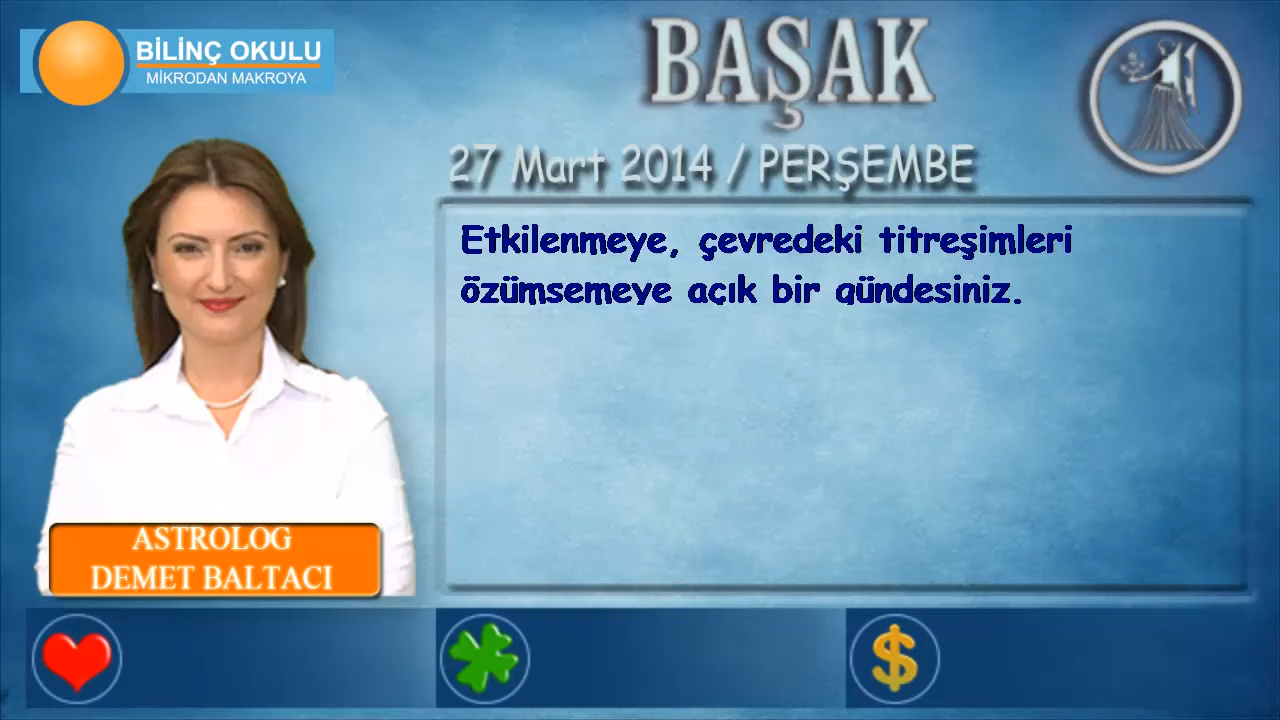 BİLİNÇ OKULU
MİKRODAN MAKROYA
BAŞAK
27 Mart 2014 / PERŞEMBE
Etkilenmeye, çevredeki titreşimleri
özümsemeye açık bir gündesiniz.
ASTROLOG
DEMET BALTACI